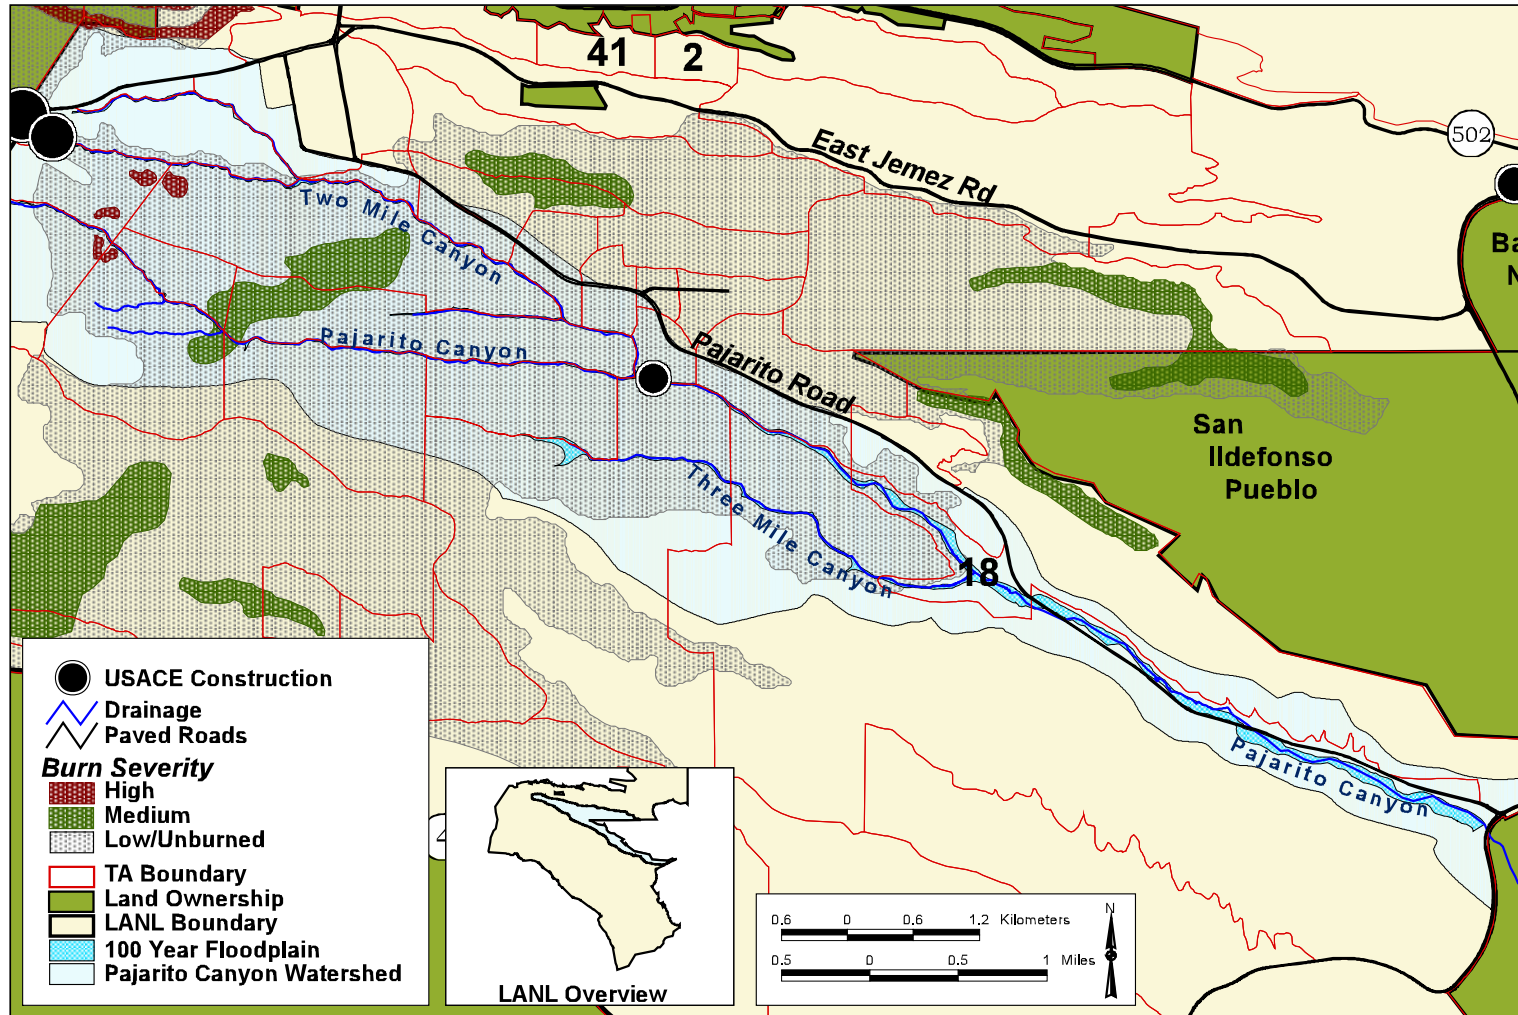 41
2
502
East Jemez Rd
Two Mile Canyon
Pajarito Canyon
Pajarito Road
San
Ildefonso
Pueblo
Three Mile Canyon
18
Pajarito Canyon
USACE Construction
Drainage
Paved Roads
Burn Severity
High
Medium
Low/Unburned
TA Boundary
Land Ownership
LANL Boundary
100 Year Floodplain
Pajarito Canyon Watershed
LANL Overview
0.6 0 0.6 1.2 Kilometers
0.5 0 0.5 1 Miles
N